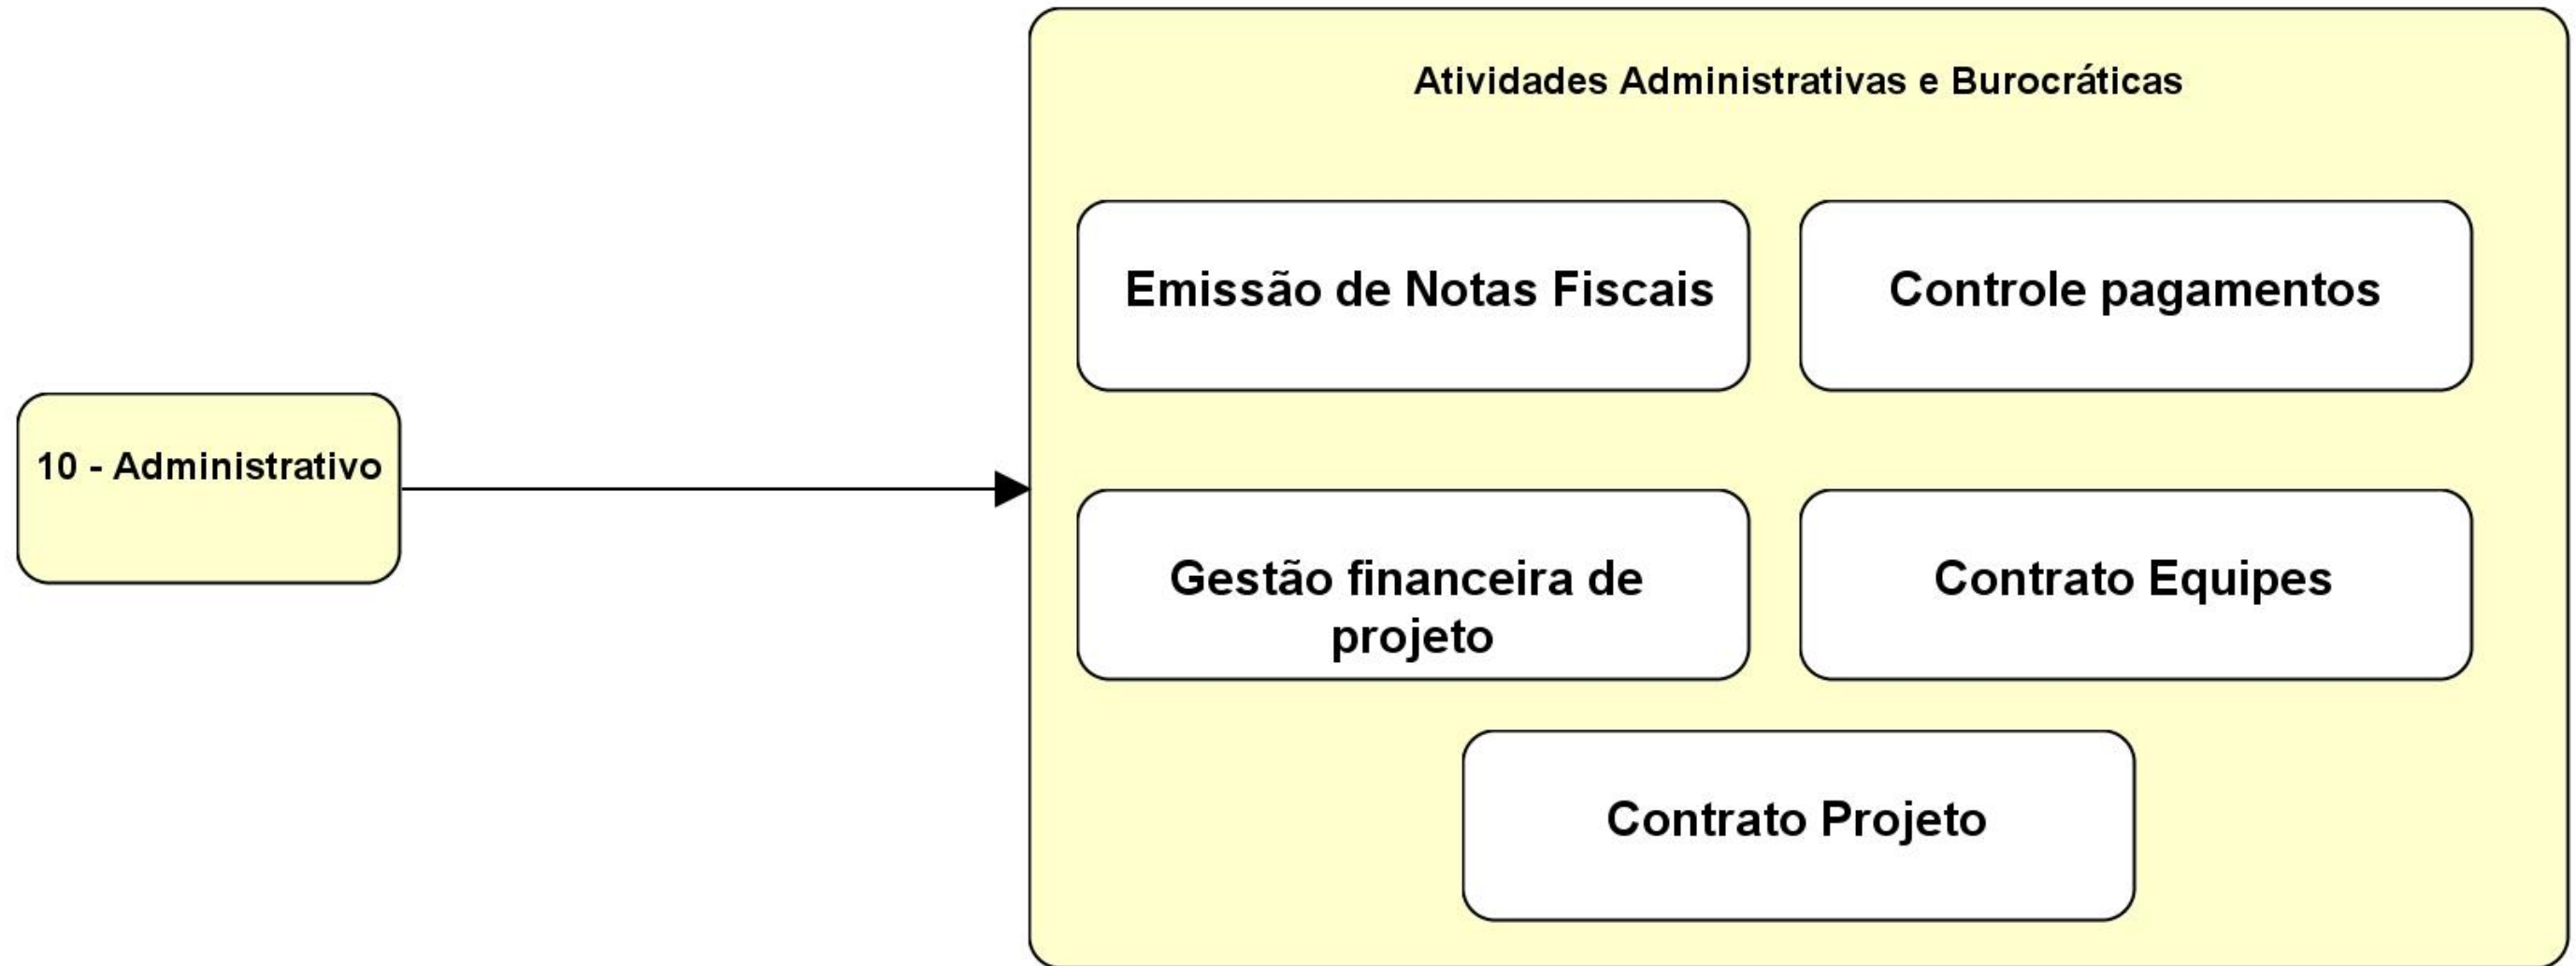 Atividades Administrativas e Burocráticas
Emissão de Notas Fiscais
Controle pagamentos
10 - Administrativo
Gestão financeira de
projeto
Contrato Equipes
Contrato Projeto